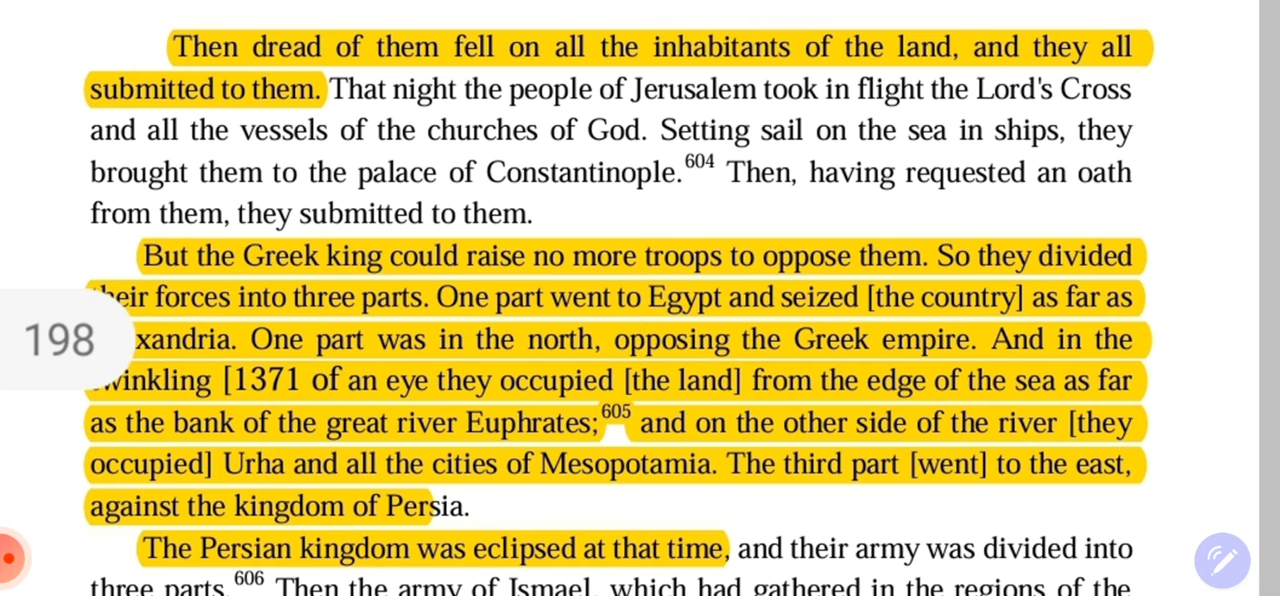 Then dread of them fell on all the inhabitants of the land, and they all
submitted to them. That night the people of Jerusalem took in flight the Lord's Cross
and all the vessels of the churches of God. Setting sail on the sea in ships, they
brought them to the palace of Constantinople.604 Then, having requested an oath
from them, they submitted to them.
But the Greek king could raise no more troops to oppose them. So they divided
heir forces into three parts. One part went to Egypt and seized [the country] as far as
198
xandria. One part was in the north, opposing the Greek empire. And in the
winkling [1371 of an eye they occupied [the land] from the edge of the sea as far
as the bank of the great river Euphrates;605 and on the other side of the river [they
occupied] Urha and all the cities of Mesopotamia. The third part [went] to the east,
against the kingdom of Persia.
The Persian kingdom was eclipsed at that time, and their army was divided into
three parts.606 Then the army of Ismael, which had gathered in the regions of the